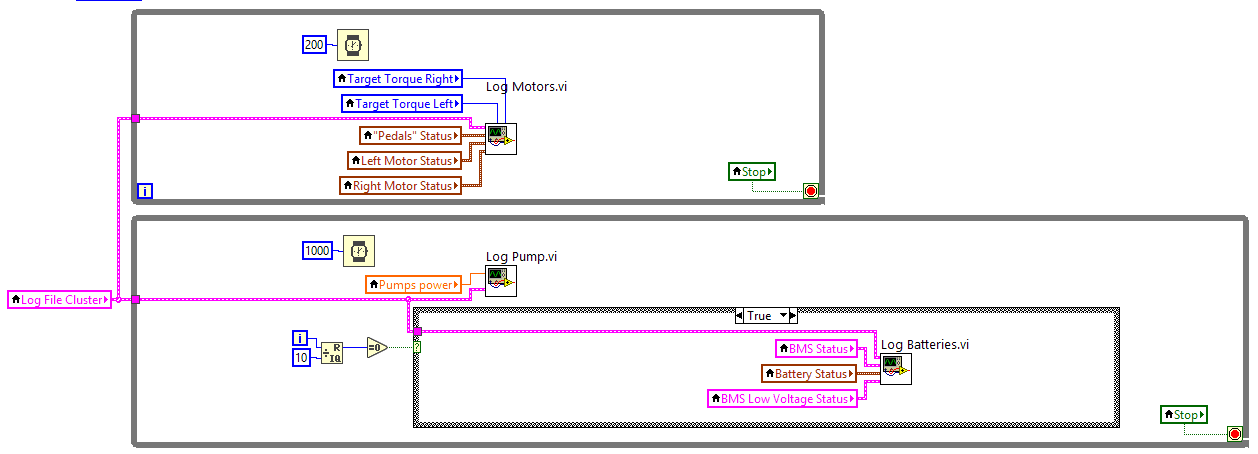 200
Target Torque Right
Log Motors.vi
Target Torque Left
"Pedals" Status
Left Motor Status
Stop
Right Motor Status
i
1000
Log Pump.vi
Pumps power
Log File Cluster
True
i
R
=0
?
10
÷
IQ
BMS Status
Log Batteries.vi
Battery Status
BMS Low Voltage Status
Stop